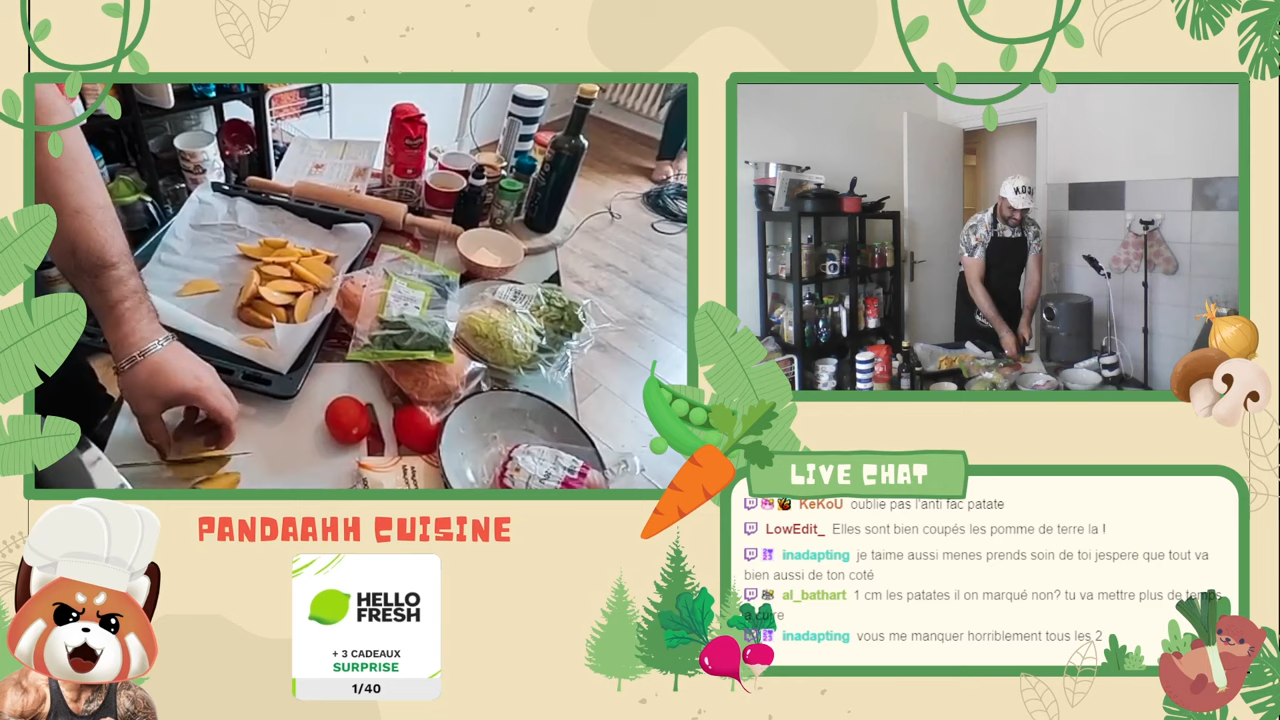 LIVE CHAT
KeKoU oublie pas l'anti fac patate
LowEdit_ Elles sont bien coupés les pomme de terre la !
inadapting je taime aussi menes prends soin de toi jespere que tout va
bien aussi de ton coté
al_bathart 1 cm les patates il on marqué non? tu va mettre plus de temps
a cuire
inadapting vous me manquer horriblement tous les 2
PANDAAHH CUISINE
HELLO
FRESH
+ 3 CADEAUX
SURPRISE
1/40